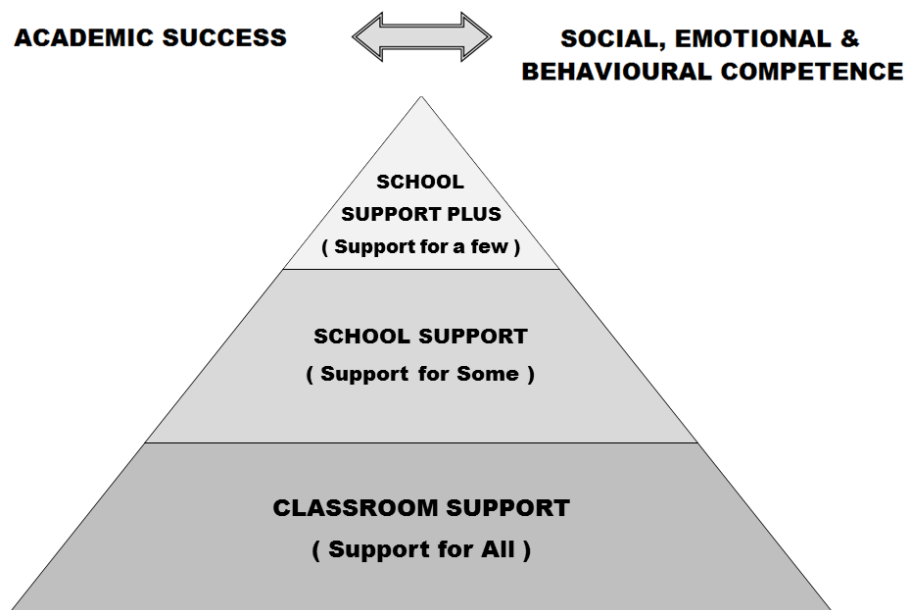 ACADEMIC SUCCESS
SOCIAL, EMOTIONAL &
BEHAVIOURAL COMPETENCE
SCHOOL
SUPPORT PLUS
( Support for a few )
SCHOOL SUPPORT
( Support for Some )
CLASSROOM SUPPORT
( Support for All )